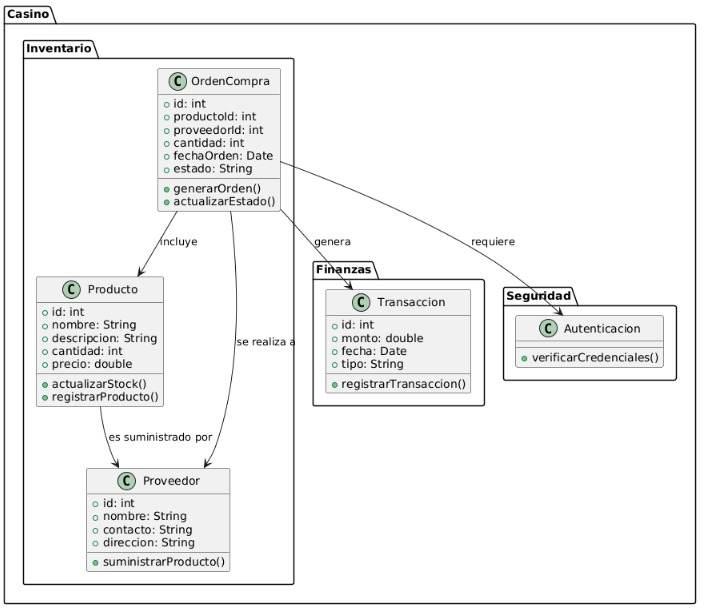 Casino
Inventario
C OrdenCompra
id: int
productoId: int
proveedorId: int
cantidad: int
fechaOrden: Date
estado: String
generarOrden()
actualizarEstado()
incluye
genera
requiere
se realiza a
C Producto
id: int
nombre: String
descripcion: String
cantidad: int
precio: double
actualizarStock()
registrarProducto()
Finanzas
C Transaccion
id: int
monto: double
fecha: Date
tipo: String
registrarTransaccion()
Seguridad
C Autenticacion
verificarCredenciales()
es suministrado por
C Proveedor
id: int
nombre: String
contacto: String
direccion: String
suministrarProducto()